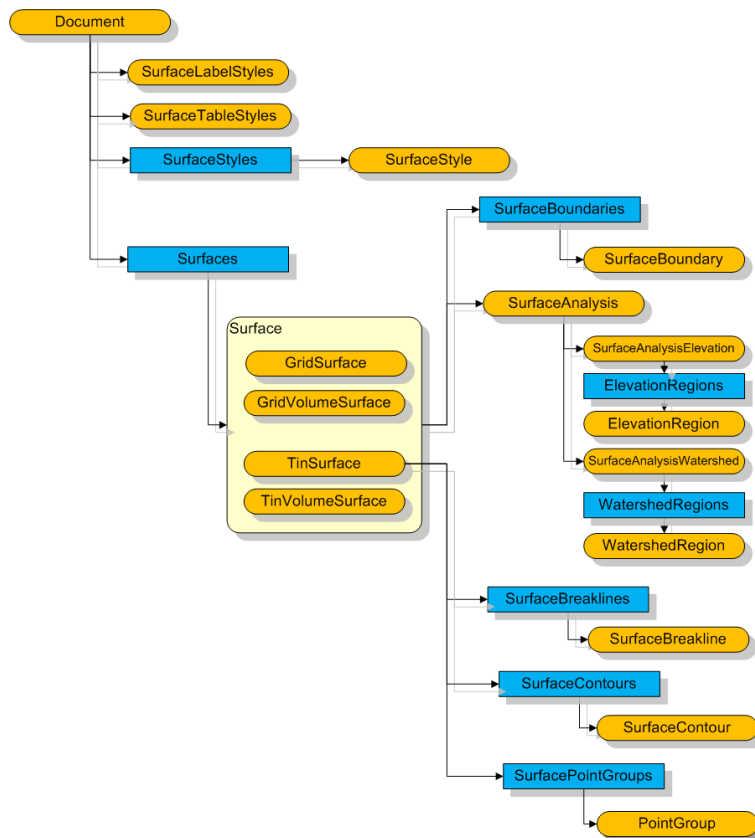 Document
SurfaceLabelStyles
SurfaceTableStyles
SurfaceStyles
SurfaceStyle
SurfaceBoundaries
Surfaces
SurfaceBoundary
SurfaceAnalysis
Surface
SurfaceAnalysisElevation
GridSurface
ElevationRegions
GridVolumeSurface
ElevationRegion
TinSurface
SurfaceAnalysisWatershed
TinVolumeSurface
WatershedRegions
WatershedRegion
SurfaceBreaklines
SurfaceBreakline
SurfaceContours
SurfaceContour
SurfacePointGroups
PointGroup